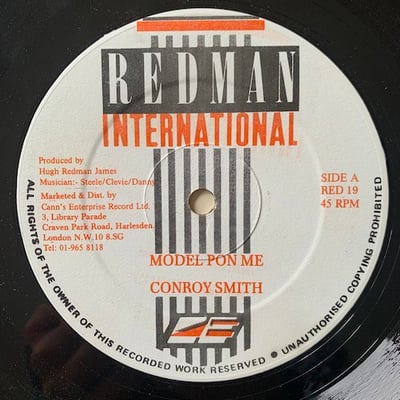 REDMAN
INTERNATIONAL
Produced by
Hugh Redman James
Musician:- Steele/Clevie/Danny
Marketed & Dist. by
Cann's Enterprise Record Ltd.
3, Library Parade
Craven Park Road, Harlesden
London N.W.10 8.SG
Tel: 01-965 8118
SIDE A
RED 19
45 RPM
MODEL PON ME
CONROY SMITH
CE
ALL RIGHTS OF THE OWNER OF THIS RECORDED WORK RESERVED • UNAUTHORISED COPYING PROHIBITED